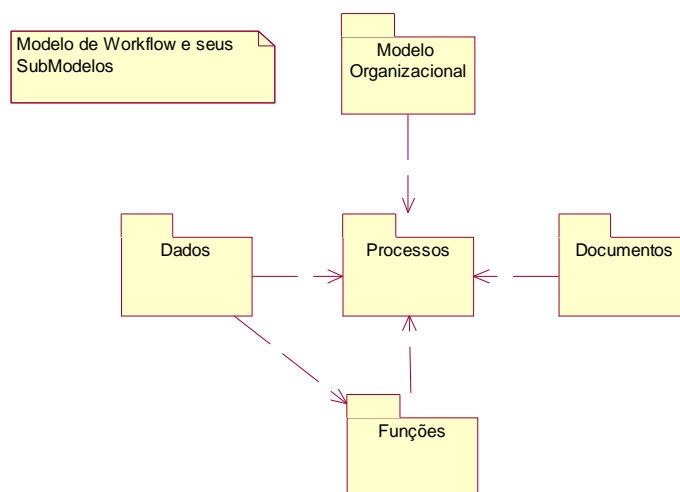 Modelo de Workflow e seus
SubModelos
Modelo
Organizacional
Dados
Processos
Documentos
Funções